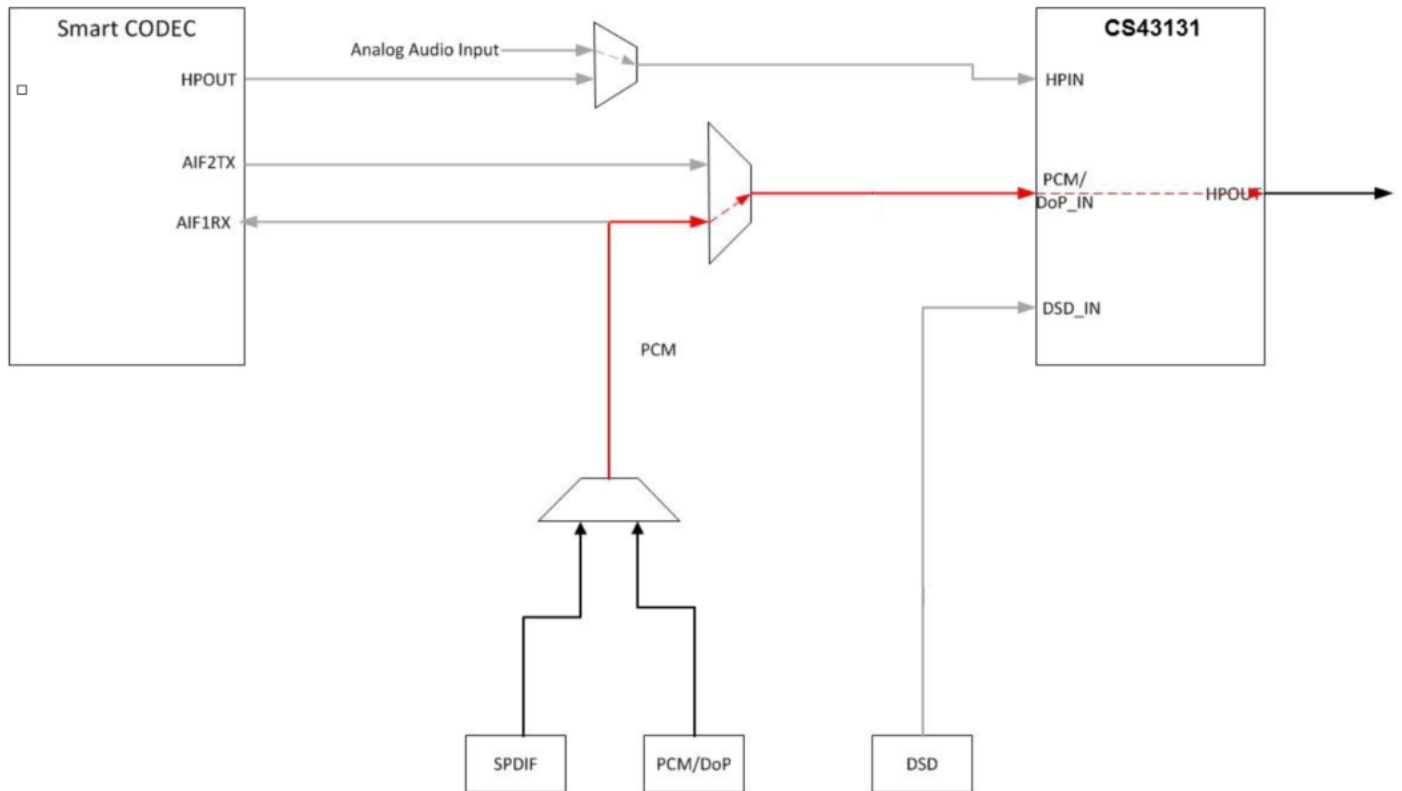 Smart CODEC
CS43131
Analog Audio Input
HPOUT
HPIN
AIF2TX
PCM/
DoP_IN
HPOUT
AIF1RX
DSD_IN
PCM
SPDIF
PCM/DoP
DSD